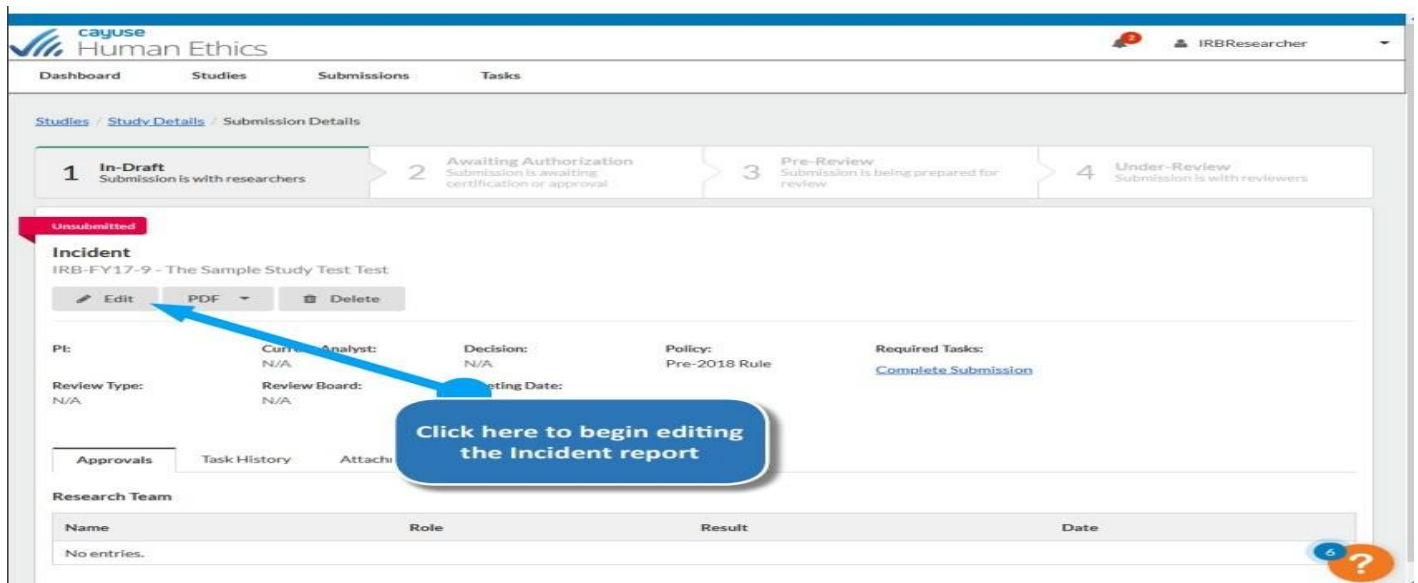 cayuse
Human Ethics
2
IRBResearcher
Dashboard Studies Submissions Tasks
Studies / Study Details / Submission Details
1 In-Draft
Submission is with researchers
2 Awaiting Authorization
Submission is awaiting
certification or approval
3 Pre-Review
Submission is being prepared for
review
4 Under-Review
Submission is with reviewers
Unsubmitted
Incident
IRB-FY17-9 - The Sample Study Test Test
Edit PDF Delete
PI: Analyst: Decision: Policy: Required Tasks:
N/A N/A Pre-2018 Rule Complete Submission
Review Type: Review Board: Date:
N/A N/A
Click here to begin editing
the Incident report
Approvals Task History
Research Team
Name Role Result Date
No entries.
6 ?